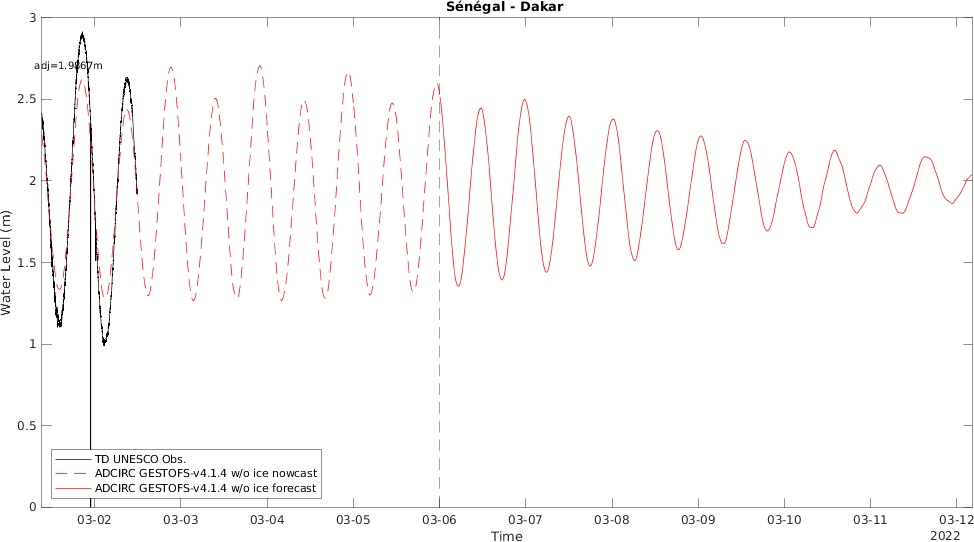 Sénégal - Dakar
3
adj=1.9867m
2.5
2
1.5
1
0.5
0
Water Level (m)
TD UNESCO Obs.
ADCIRC GESTOFS-v4.1.4 w/o ice nowcast
ADCIRC GESTOFS-v4.1.4 w/o ice forecast
03-02 03-03 03-04 03-05 03-06 03-07 03-08 03-09 03-10 03-11 03-12
Time
2022